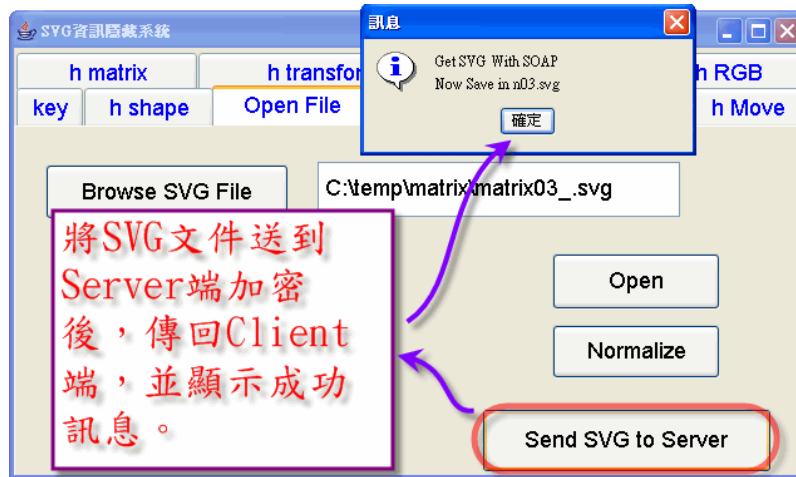 SVG資訊隱藏系統
訊息
h matrix
h transfor
h RGB
key
h shape
Open File
h Move
Get SVG With SOAP
Now Save in n03.svg
確定
Browse SVG File
C:\temp\matrix\matrix03_.svg
將SVG文件送到
Server端加密
後，傳回Client
端，並顯示成功
訊息。
Open
Normalize
Send SVG to Server